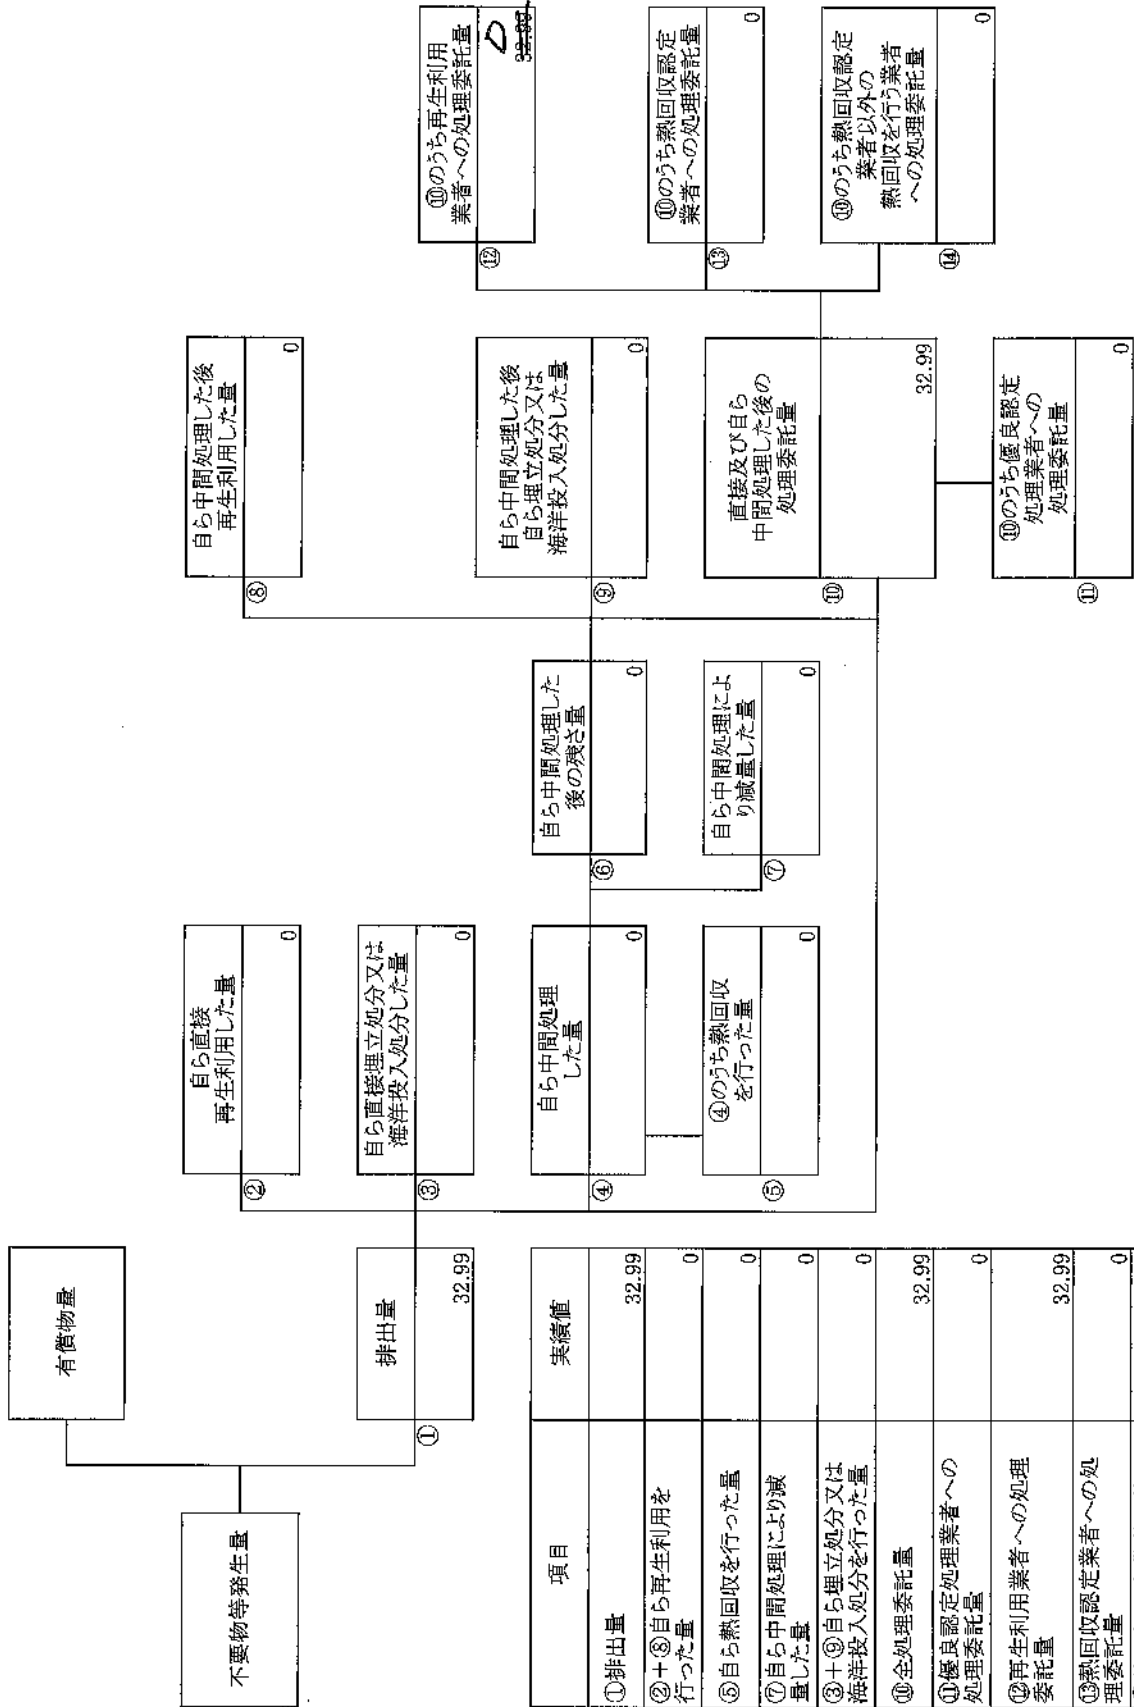 不要物等発生量
有償物量
①
排出量
32.99
②
自ら直接
再生利用した量
0
③
自ら直接埋立処分又は
海洋投入処分した量
0
④
自ら中間処理
した量
0
⑤
④のうち熱回収
を行った量
0
⑥
自ら中間処理した
後の残さ量
0
⑦
自ら中間処理によ
り減量した量
0
⑧
自ら中間処理した後
再生利用した量
0
⑨
自ら中間処理した後
自ら埋立処分又は
海洋投入処分した量
0
⑩
直接及び自ら
中間処理した後の
処理委託量
32.99
⑪
⑩のうち優良認定
処理業者への
処理委託量
0
⑫
⑩のうち再生利用
業者への処理委託量
0
32.99
⑬
⑩のうち熱回収認定
業者への処理委託量
0
⑭
⑩のうち熱回収認定
業者以外の
熱回収を行う業者
への処理委託量
0
項目 実績値
①排出量 32.99
②+⑧自ら再生利用を
行った量 0
⑤自ら熱回収を行った量 0
⑦自ら中間処理により減
量した量 0
③+⑨自ら埋立処分又は
海洋投入処分を行った量 0
⑩全処理委託量 32.99
⑪優良認定処理業者への
処理委託量 0
⑫再生利用業者への処理
委託量 32.99
⑬熱回収認定業者への処
理委託量 0